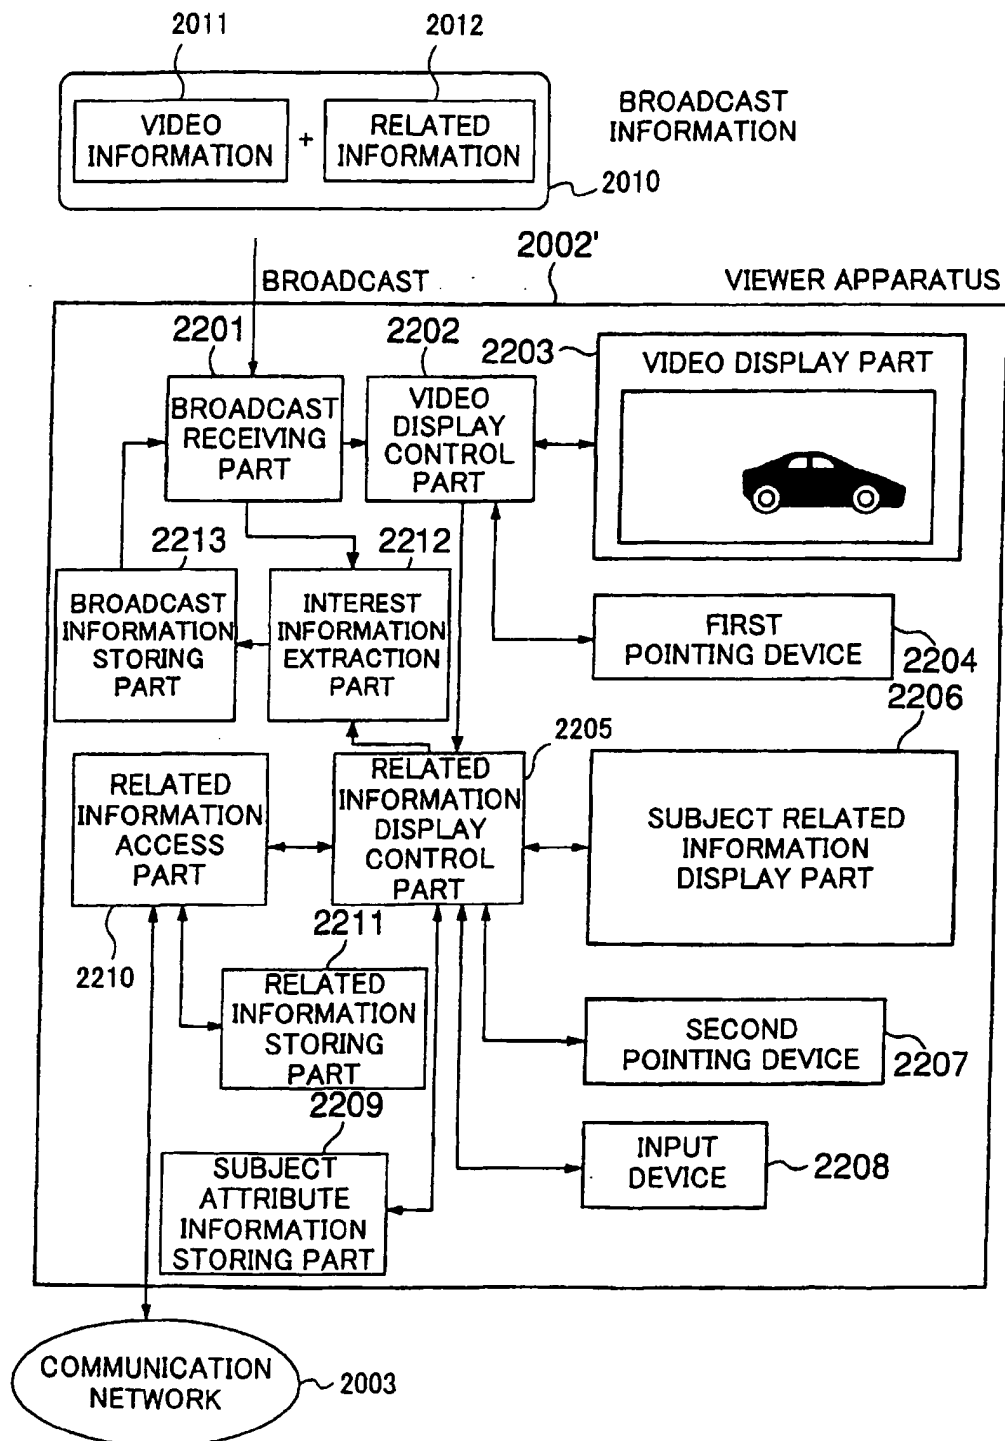 2011
2012
VIDEO
INFORMATION
+
RELATED
INFORMATION
BROADCAST
INFORMATION
2010
2002'
BROADCAST
VIEWER APPARATUS
2201
2202
2203
BROADCAST
RECEIVING
PART
VIDEO
DISPLAY
CONTROL
PART
VIDEO DISPLAY PART
2213
2212
BROADCAST
INFORMATION
STORING
PART
INTEREST
INFORMATION
EXTRACTION
PART
FIRST
POINTING DEVICE
2204
2206
2205
RELATED
INFORMATION
ACCESS
PART
RELATED
INFORMATION
DISPLAY
CONTROL
PART
SUBJECT RELATED
INFORMATION
DISPLAY PART
2210
2211
RELATED
INFORMATION
STORING
PART
SECOND
POINTING DEVICE
2207
2209
SUBJECT
ATTRIBUTE
INFORMATION
STORING PART
INPUT
DEVICE
2208
COMMUNICATION
NETWORK
2003